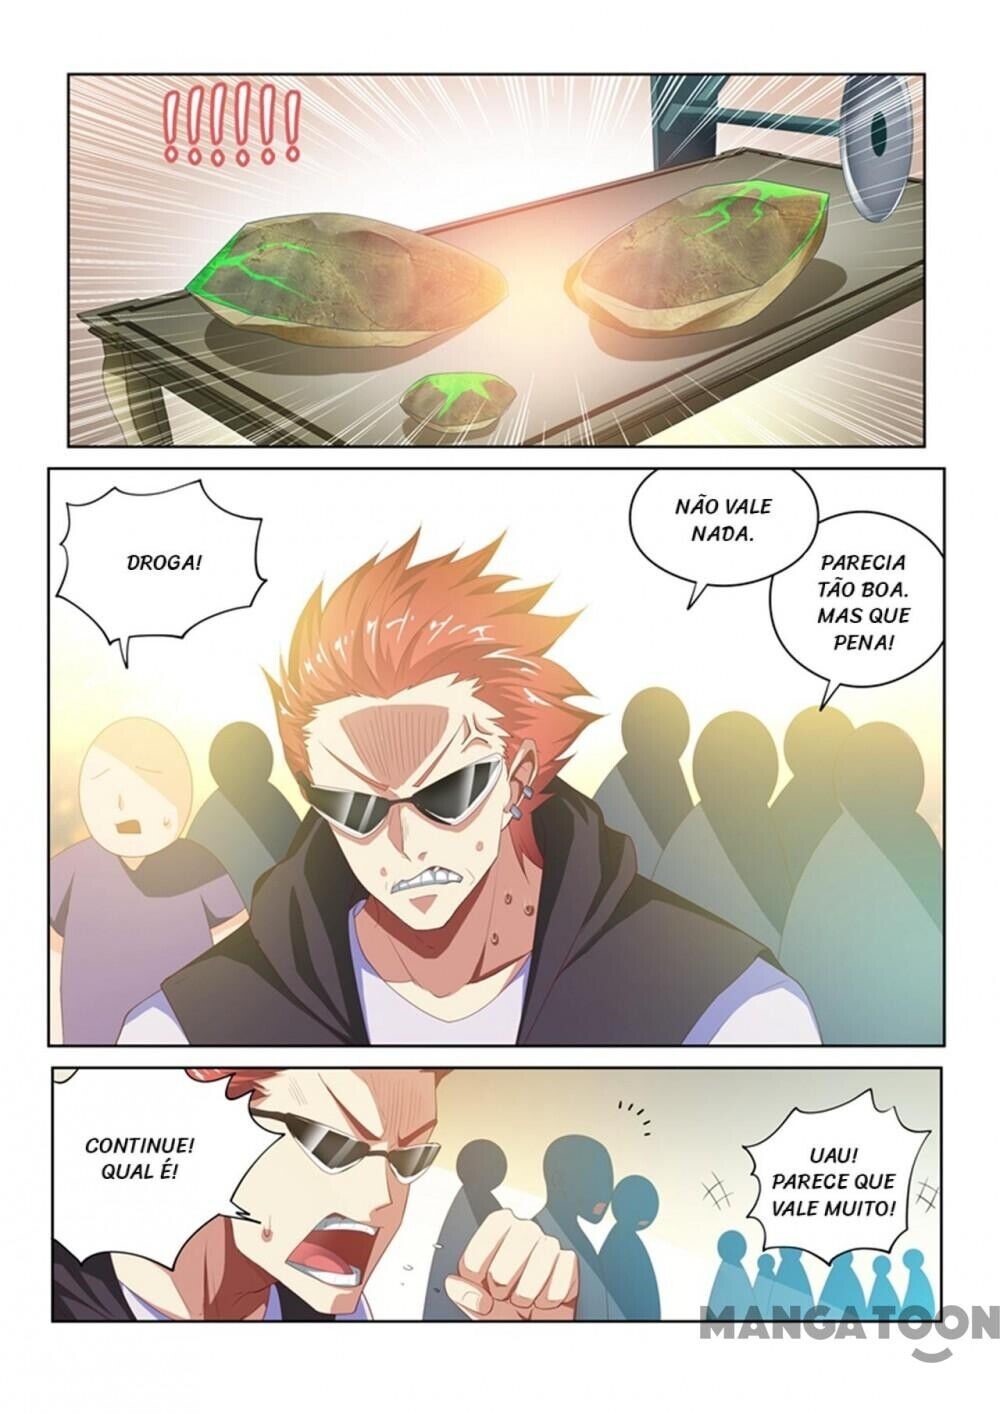 !!!!!!
DROGA!
NÃO VALE
NADA.
PARECIA
TÃO BOA.
MAS QUE
PENA!
CONTINUE!
QUAL É!
UAU!
PARECE QUE
VALE MUITO!
MANGATOON